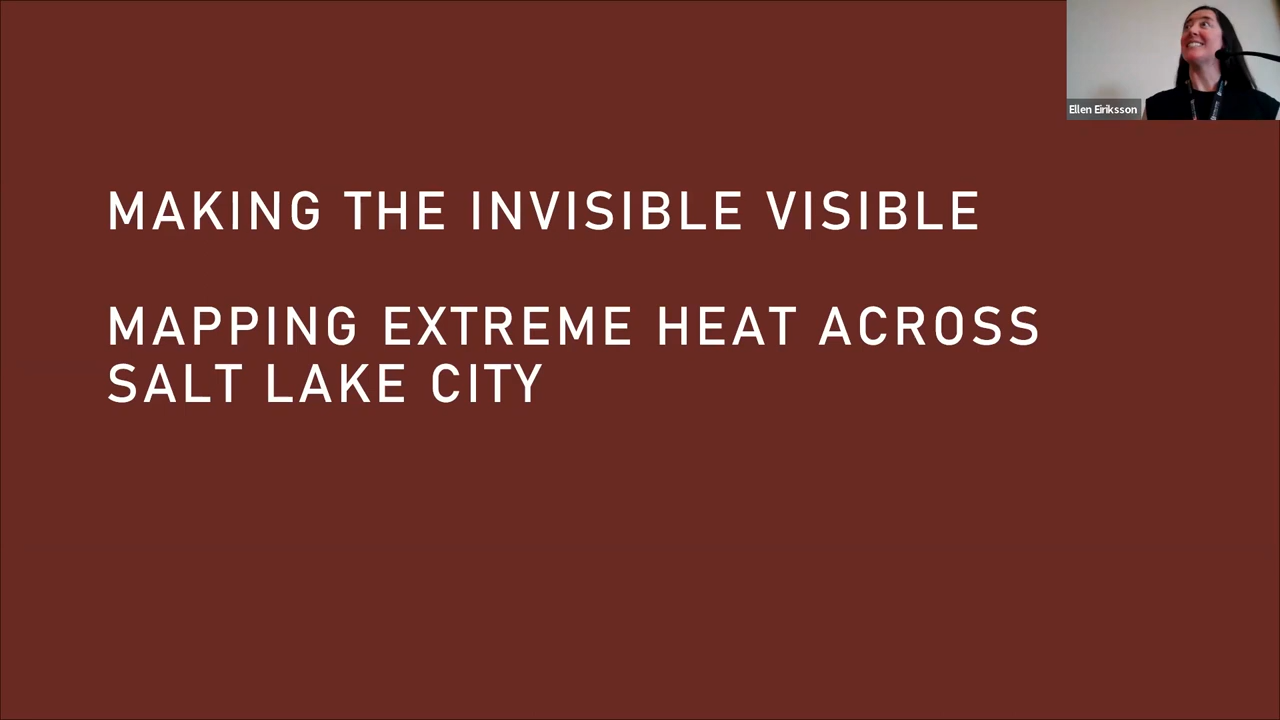 Ellen Eiriksson
MAKING THE INVISIBLE VISIBLE
MAPPING EXTREME HEAT ACROSS
SALT LAKE CITY